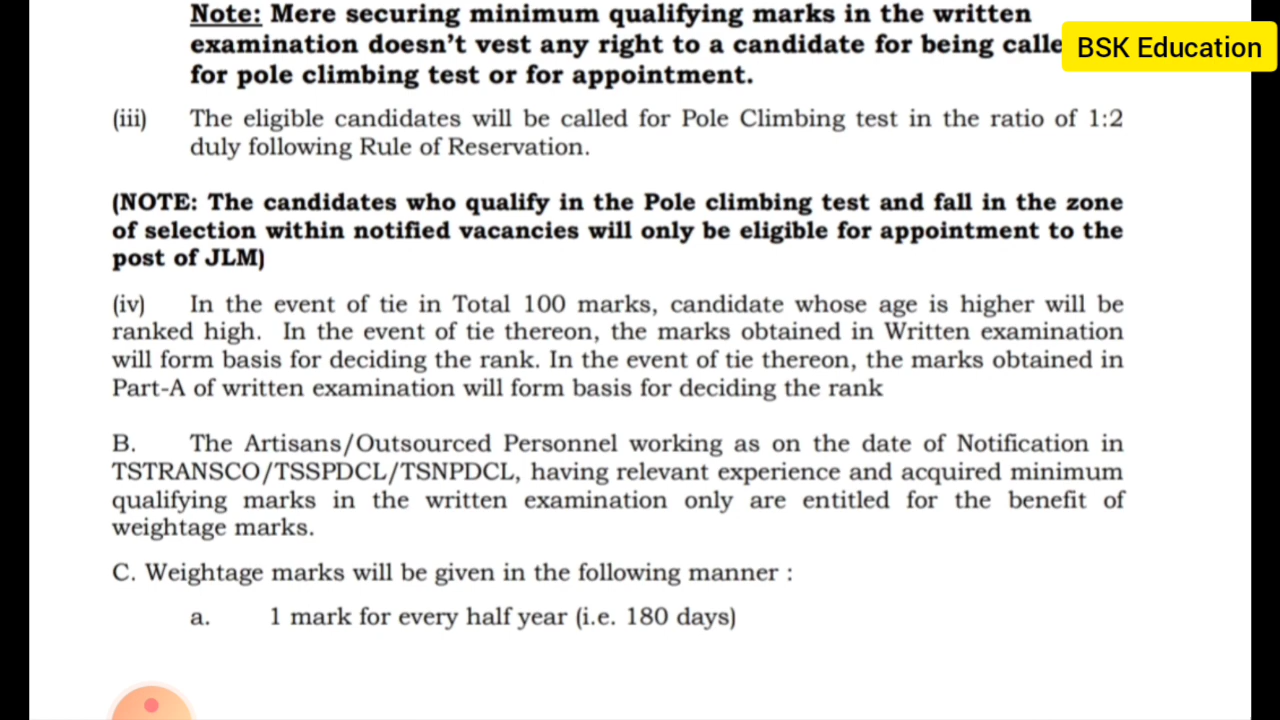 Note: Mere securing minimum qualifying marks in the written
examination doesn't vest any right to a candidate for being calle
for pole climbing test or for appointment.
BSK Education
(iii) The eligible candidates will be called for Pole Climbing test in the ratio of 1:2
duly following Rule of Reservation.
(NOTE: The candidates who qualify in the Pole climbing test and fall in the zone
of selection within notified vacancies will only be eligible for appointment to the
post of JLM)
(iv) In the event of tie in Total 100 marks, candidate whose age is higher will be
ranked high. In the event of tie thereon, the marks obtained in Written examination
will form basis for deciding the rank. In the event of tie thereon, the marks obtained in
Part-A of written examination will form basis for deciding the rank
B. The Artisans/Outsourced Personnel working as on the date of Notification in
TSTRANSCO/TSSPDCL/TSNPDCL, having relevant experience and acquired minimum
qualifying marks in the written examination only are entitled for the benefit of
weightage marks.
C. Weightage marks will be given in the following manner :
a. 1 mark for every half year (i.e. 180 days)